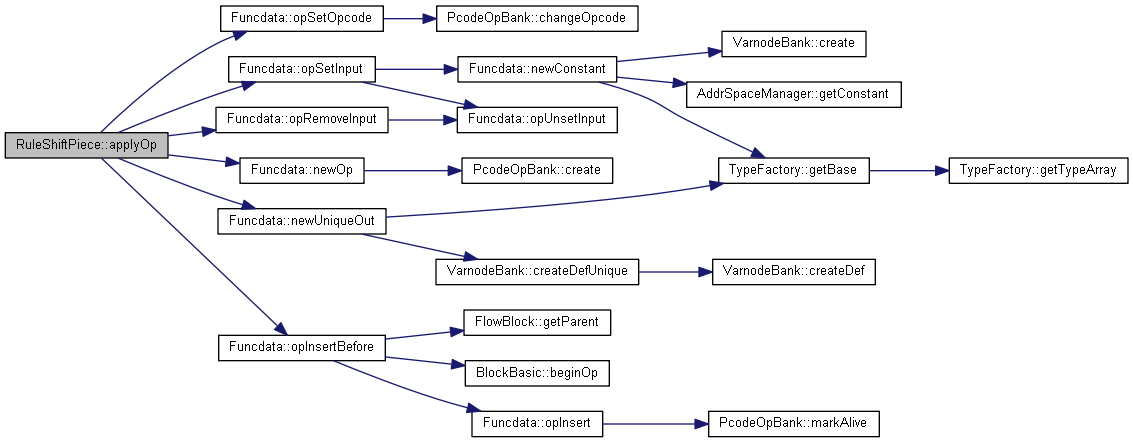 Funcdata::opSetOpcode
PcodeOpBank::changeOpcode
VarnodeBank::create
Funcdata::opSetInput
Funcdata::newConstant
AddrSpaceManager::getConstant
Funcdata::opRemoveInput
Funcdata::opUnsetInput
RuleShiftPiece::applyOp
Funcdata::newOp
PcodeOpBank::create
TypeFactory::getBase
TypeFactory::getTypeArray
Funcdata::newUniqueOut
VarnodeBank::createDefUnique
VarnodeBank::createDef
FlowBlock::getParent
Funcdata::opInsertBefore
BlockBasic::beginOp
Funcdata::opInsert
PcodeOpBank::markAlive